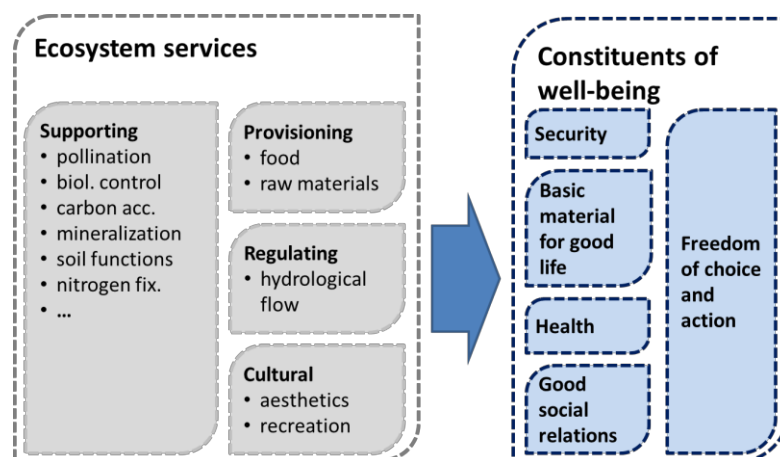 Ecosystem services
Supporting
• pollination
• biol. control
• carbon acc.
• mineralization
• soil functions
• nitrogen fix.
• ...
Provisioning
• food
• raw materials
Regulating
• hydrological
flow
Cultural
• aesthetics
• recreation
Constituents of
well-being
Security
Basic
material
for good
life
Health
Good
social
relations
Freedom
of choice
and
action